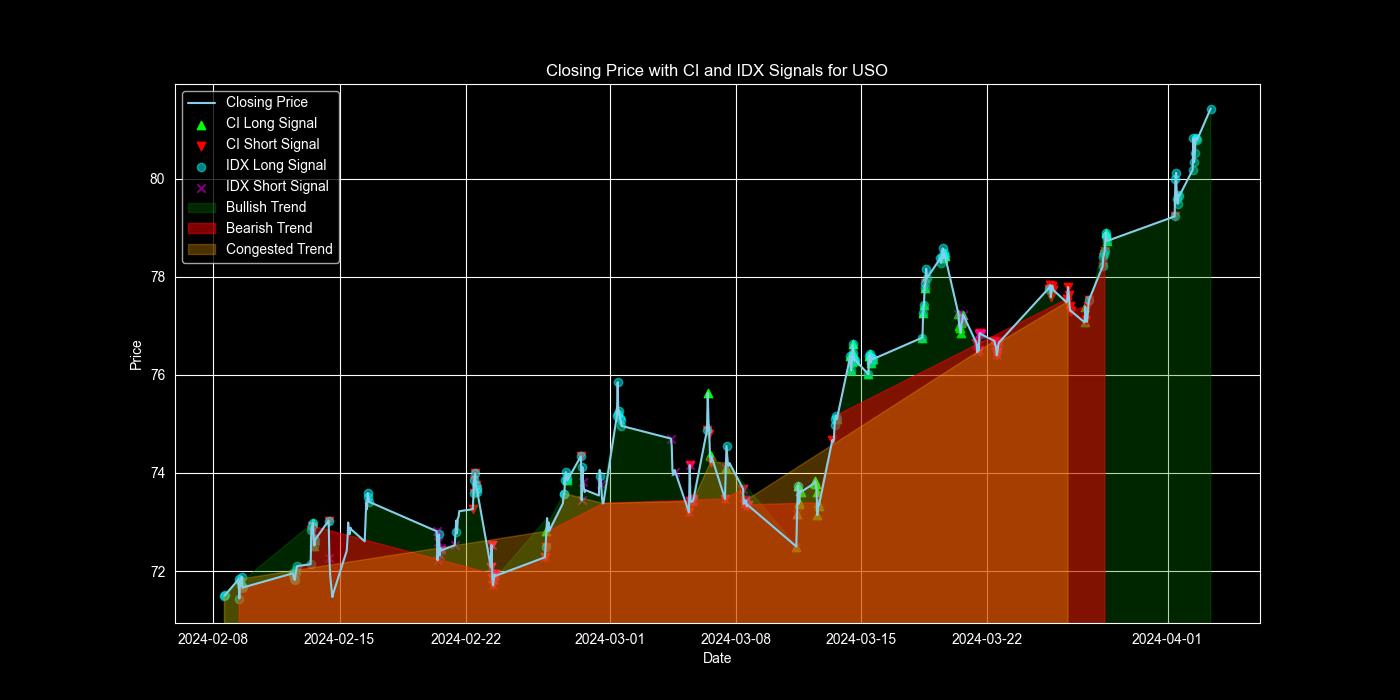 Closing Price with CI and IDX Signals for USO
Closing Price
CI Long Signal
CI Short Signal
IDX Long Signal
IDX Short Signal
Bullish Trend
Bearish Trend
Congested Trend
Price
80
78
76
74
72
2024-02-08 2024-02-15 2024-02-22 2024-03-01 2024-03-08 2024-03-15 2024-03-22 2024-04-01
Date